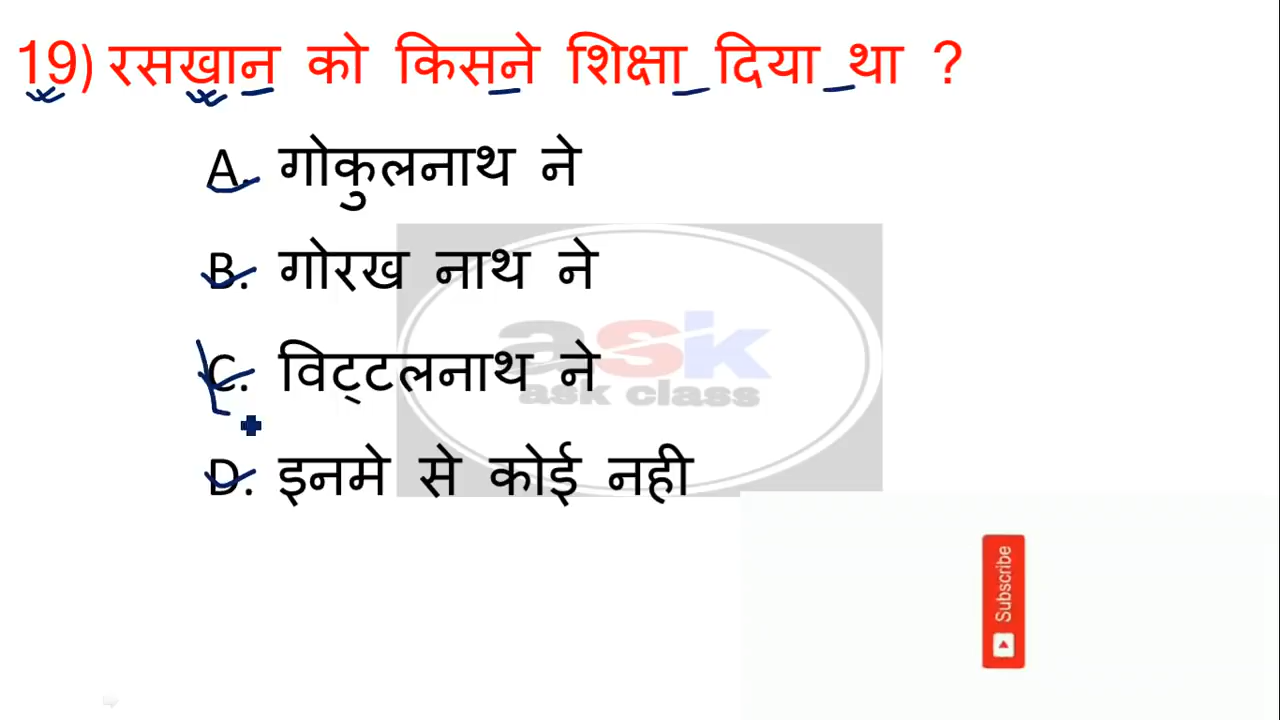 19) रसखान को किसने शिक्षा दिया था ?
A. गोकुलनाथ ने
B. गोरख नाथ ने
C. विट्टलनाथ ने
D. इनमे से कोई नही
ask
ask class
Subscribe